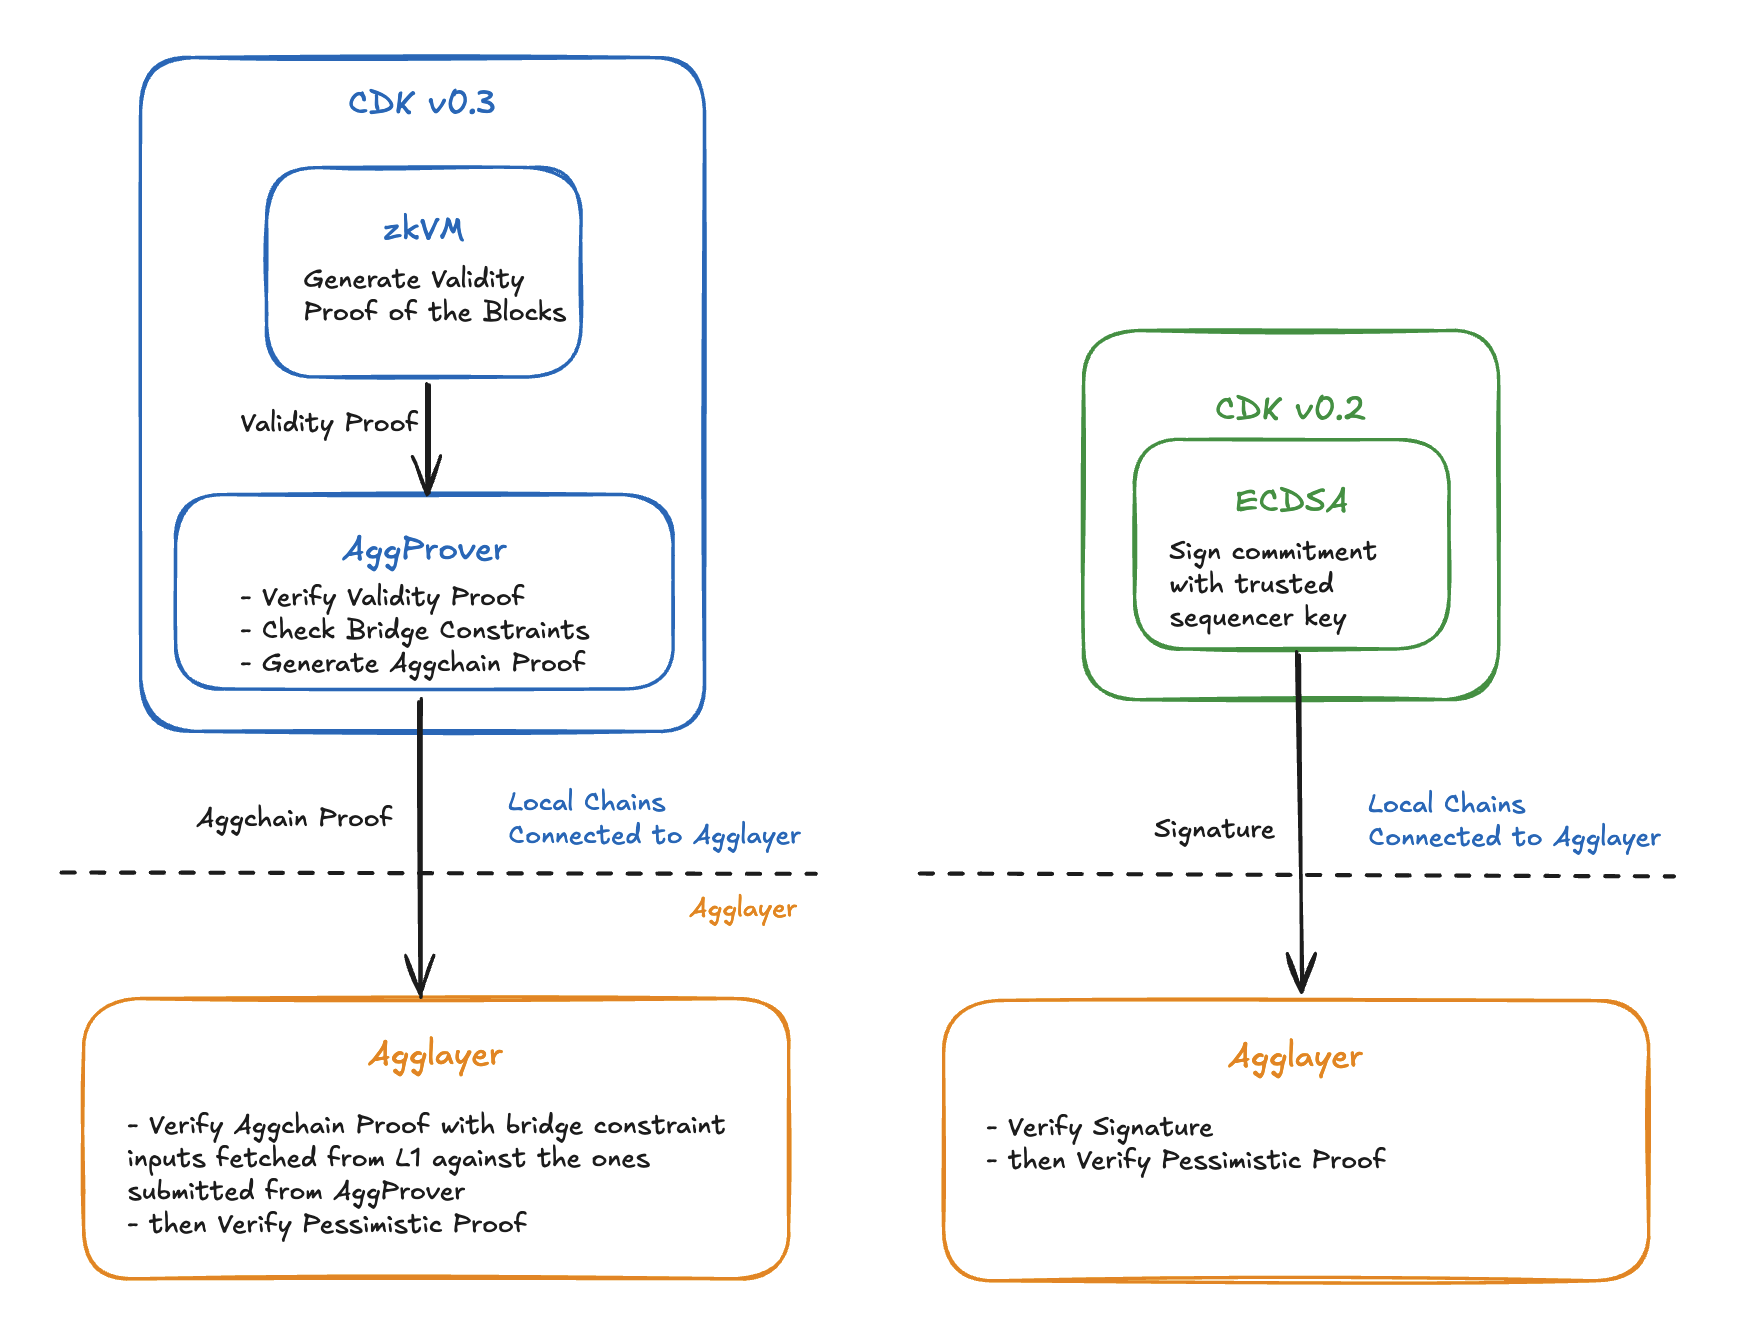 CDK v0.3
zkVM
Generate Validity
Proof of the Blocks
Validity Proof
AggProver
- Verify Validity Proof
- Check Bridge Constraints
- Generate Aggchain Proof
Aggchain Proof
Local Chains
Connected to Agglayer
Agglayer
Agglayer
- Verify Aggchain Proof with bridge constraint
inputs fetched from L1 against the ones
submitted from AggProver
- then Verify Pessimistic Proof
CDK v0.2
ECDSA
Sign commitment
with trusted
sequencer key
Signature
Local Chains
Connected to Agglayer
Agglayer
- Verify Signature
- then Verify Pessimistic Proof